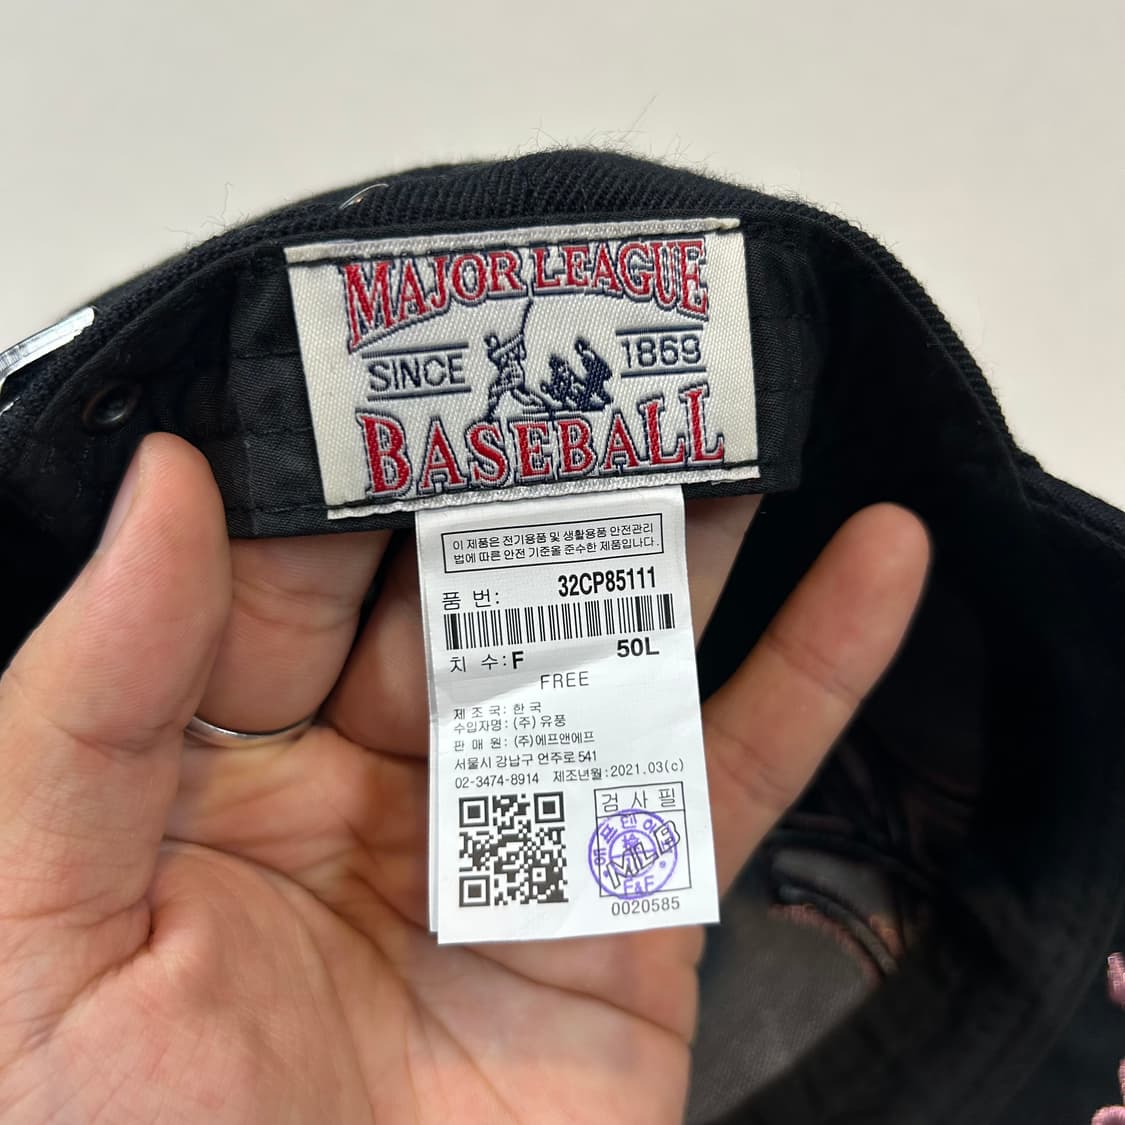 MAJOR LEAGUE
SINCE 1869
BASEBALL
이 제품은 전기용품 및 생활용품 안전관리
법에 따른 안전 기준을 준수한 제품입니다.
품 번: 32CP85111
치 수: F 50L
FREE
제 조 국: 한국
수입자명: (주) 유풍
판 매 원: (주)에프앤에프
서울시 강남구 언주로 541
02-3474-8914 제조년월:2021.03(c)
검 사 필
MLB
F&F
0020585